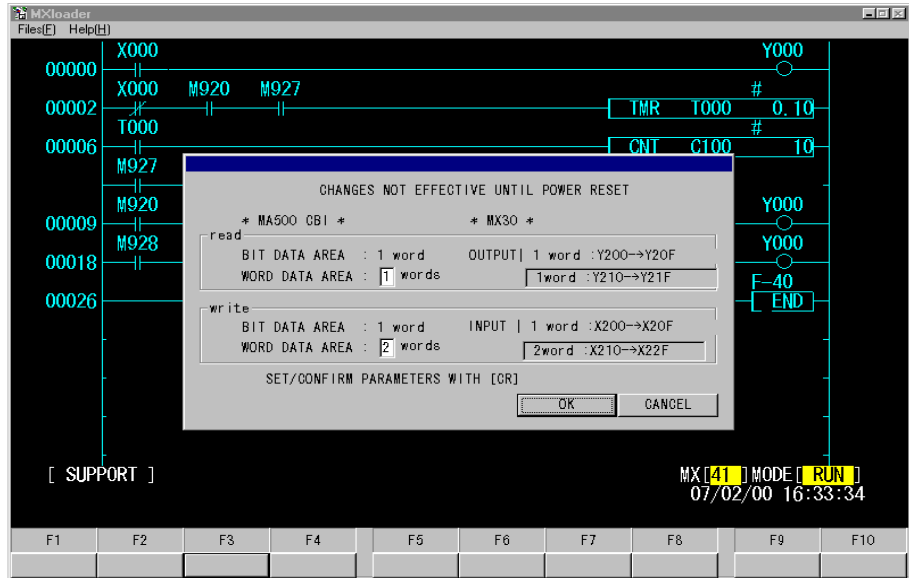 MXloader
Files(F) Help(H)
X000 Y000
00000
X000 M920 M927 #
00002 TMR T000 0.10
T000 #
00006 CNT C100 10
M927
M920 Y000
00009
M928 Y000
00018
F-40
00026 END
CHANGES NOT EFFECTIVE UNTIL POWER RESET
* MA500 CBI * * MX30 *
read
BIT DATA AREA : 1 word OUTPUT| 1 word :Y200→Y20F
WORD DATA AREA : 1 words 1word :Y210→Y21F
write
BIT DATA AREA : 1 word INPUT | 1 word :X200→X20F
WORD DATA AREA : 2 words 2word :X210→X22F
SET/CONFIRM PARAMETERS WITH [CR]
OK CANCEL
[ SUPPORT ] MX[41 ]MODE[ RUN ]
07/02/00 16:33:34
F1 F2 F3 F4 F5 F6 F7 F8 F9 F10